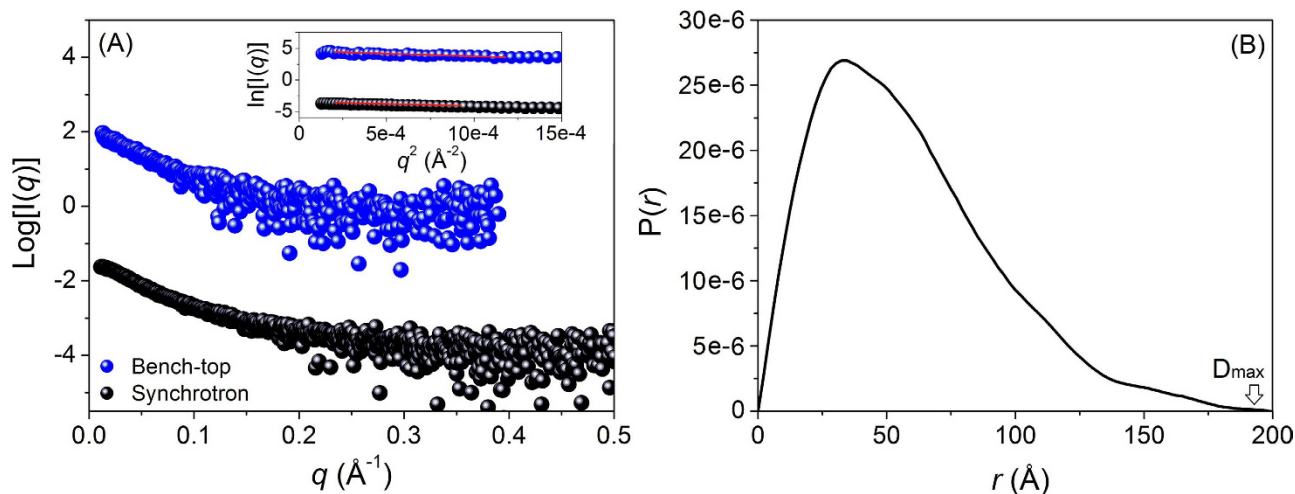 (A)
4
2
0
-2
-4
Log[I(q)]
0.0 0.1 0.2 0.3 0.4 0.5
q (Å⁻¹)
Bench-top
Synchrotron
5
0
-5
ln[I(q)]
5e-4 10e-4 15e-4
q² (Å⁻²)
(B)
30e-6
25e-6
20e-6
15e-6
10e-6
5e-6
0
P(r)
Dmax
0 50 100 150 200
r (Å)